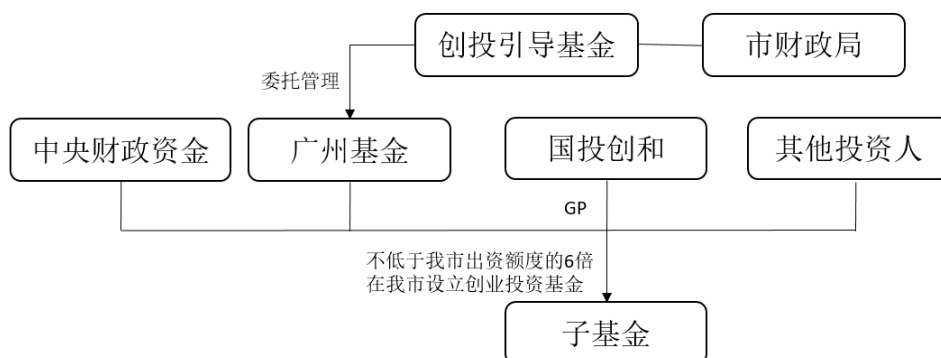 创投引导基金
市财政局
委托管理
中央财政资金
广州基金
国投创和
其他投资人
GP
不低于我市出资额度的6倍
在我市设立创业投资基金
子基金